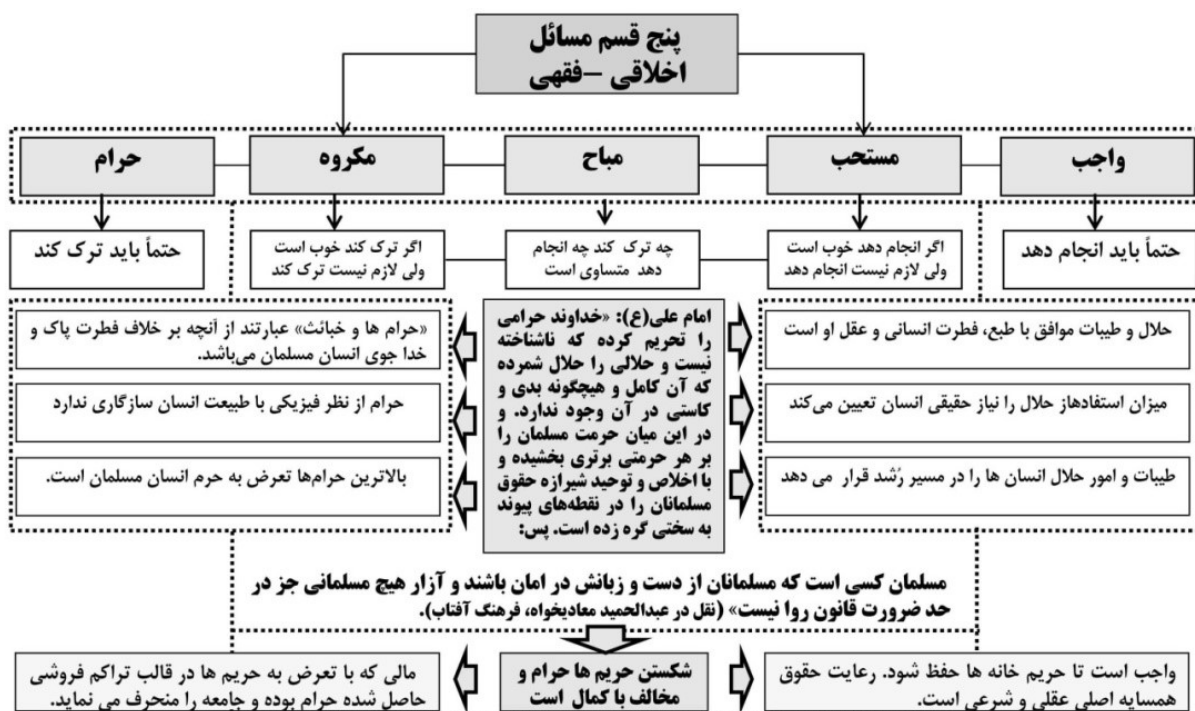 پنج قسم مسائل
اخلاقی –فقهی
واجب
مستحب
مباح
مکروه
حرام
حتماً باید انجام دهد
اگر انجام دهد خوب است
ولی لازم نیست انجام دهد
چه ترک کند چه انجام
دهد متساوی است
اگر ترک کند خوب است
ولی لازم نیست ترک کند
حتماً باید ترک کند
حلال و طیبات موافق با طبع، فطرت انسانی و عقل او است
میزان استفادهاز حلال را نیاز حقیقی انسان تعیین می‌کند
طیبات و امور حلال انسان ها را در مسیر رُشد قرار می دهد
امام علی(ع): «خداوند حرامی
را تحریم کرده که ناشناخته
نیست و حلالی را حلال شمرده
که آن کامل و هیچگونه بدی و
کاستی در آن وجود ندارد. و
در این میان حرمت مسلمان را
بر هر حرمتی برتری بخشیده و
با اخلاص و توحید شیرازه حقوق
مسلمانان را در نقطه‌های پیوند
به سختی گره زده است. پس:
«حرام ها و خبائث» عبارتند از آنچه بر خلاف فطرت پاک و
خدا جوی انسان مسلمان می‌باشد.
حرام از نظر فیزیکی با طبیعت انسان سازگاری ندارد
بالاترین حرام‌ها تعرض به حرم انسان مسلمان است.
مسلمان کسی است که مسلمانان از دست و زبانش در امان باشند و آزار هیچ مسلمانی جز در
حد ضرورت قانون روا نیست» (نقل در عبدالحمید معادیخواه، فرهنگ آفتاب).
واجب است تا حریم خانه ها حفظ شود. رعایت حقوق
همسایه اصلی عقلی و شرعی است.
شکستن حریم ها حرام و
مخالف با کمال است
مالی که با تعرض به حریم ها در قالب تراکم فروشی
حاصل شده حرام بوده و جامعه را منحرف می نماید.